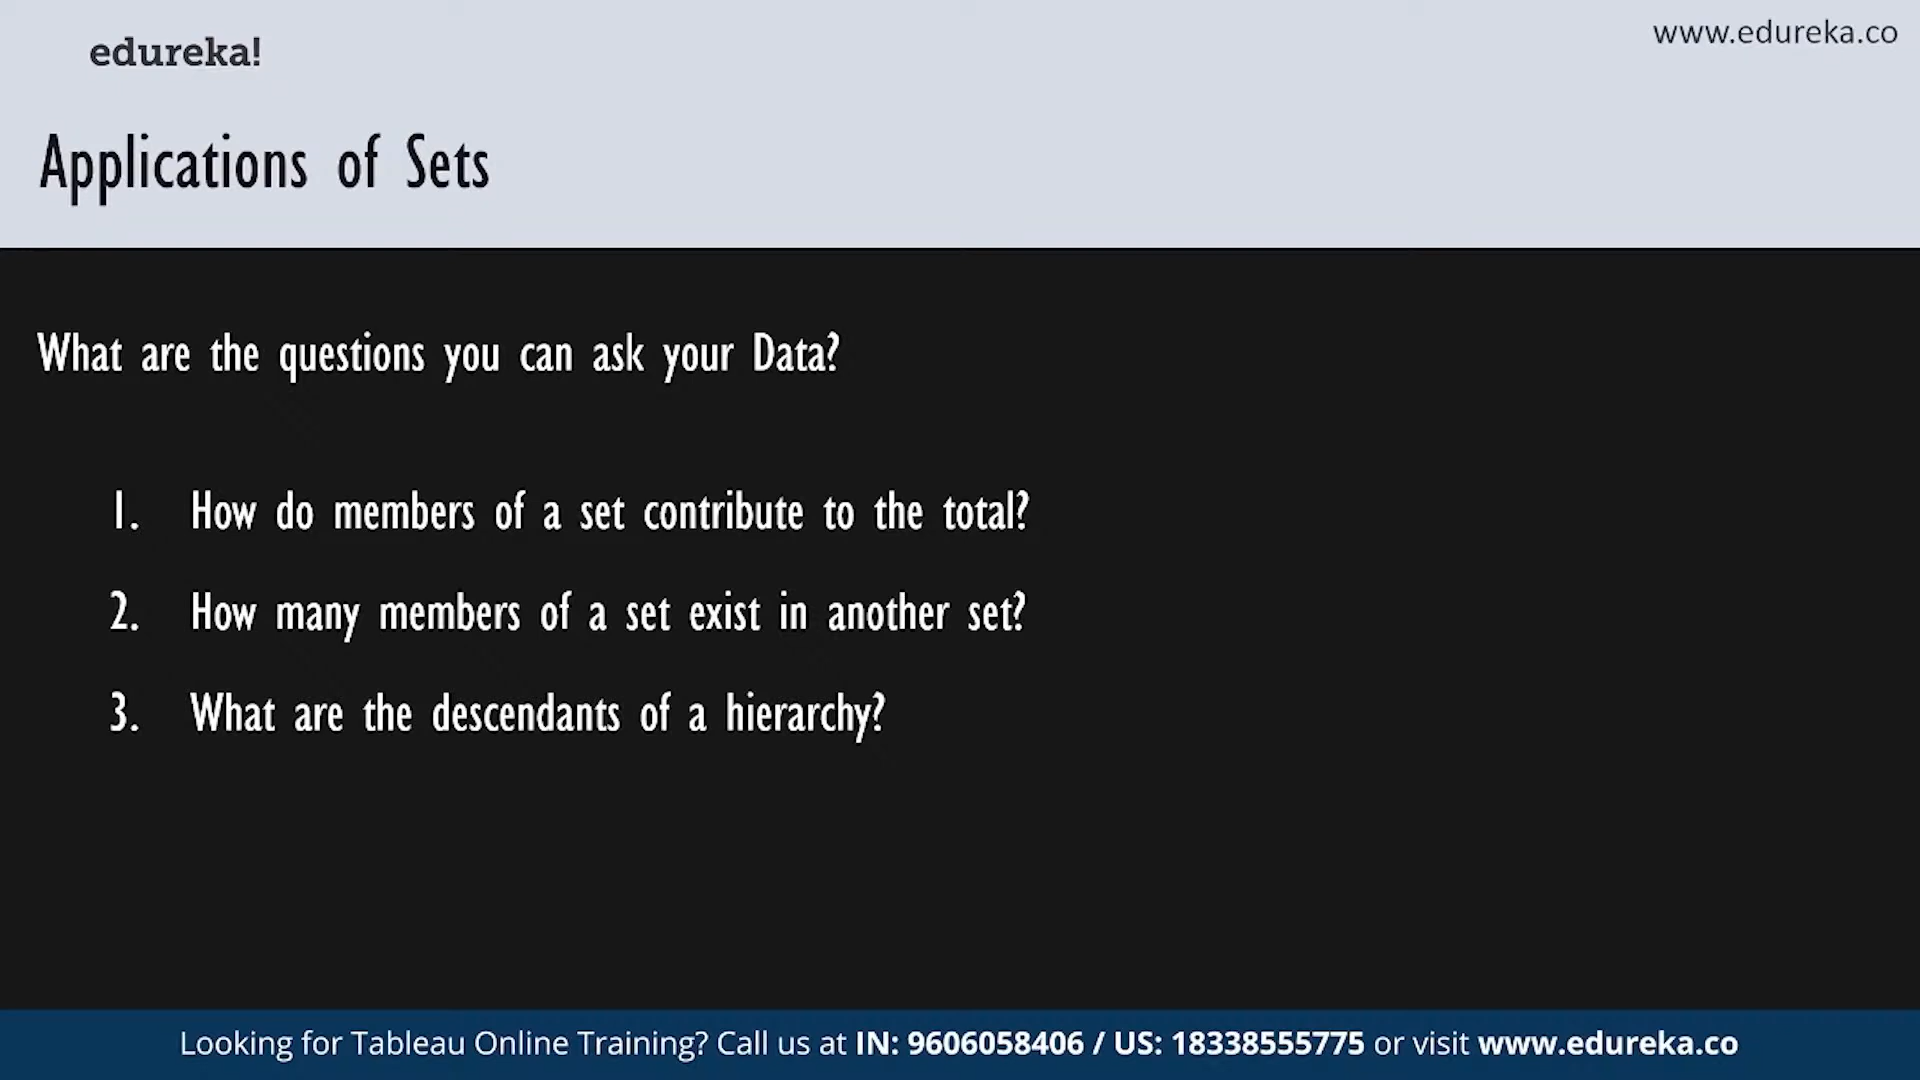 edureka!
www.edureka.co
Applications of Sets
What are the questions you can ask your Data?
1. How do members of a set contribute to the total?
2. How many members of a set exist in another set?
3. What are the descendants of a hierarchy?
Looking for Tableau Online Training? Call us at IN: 9606058406 / US: 18338555775 or visit www.edureka.co